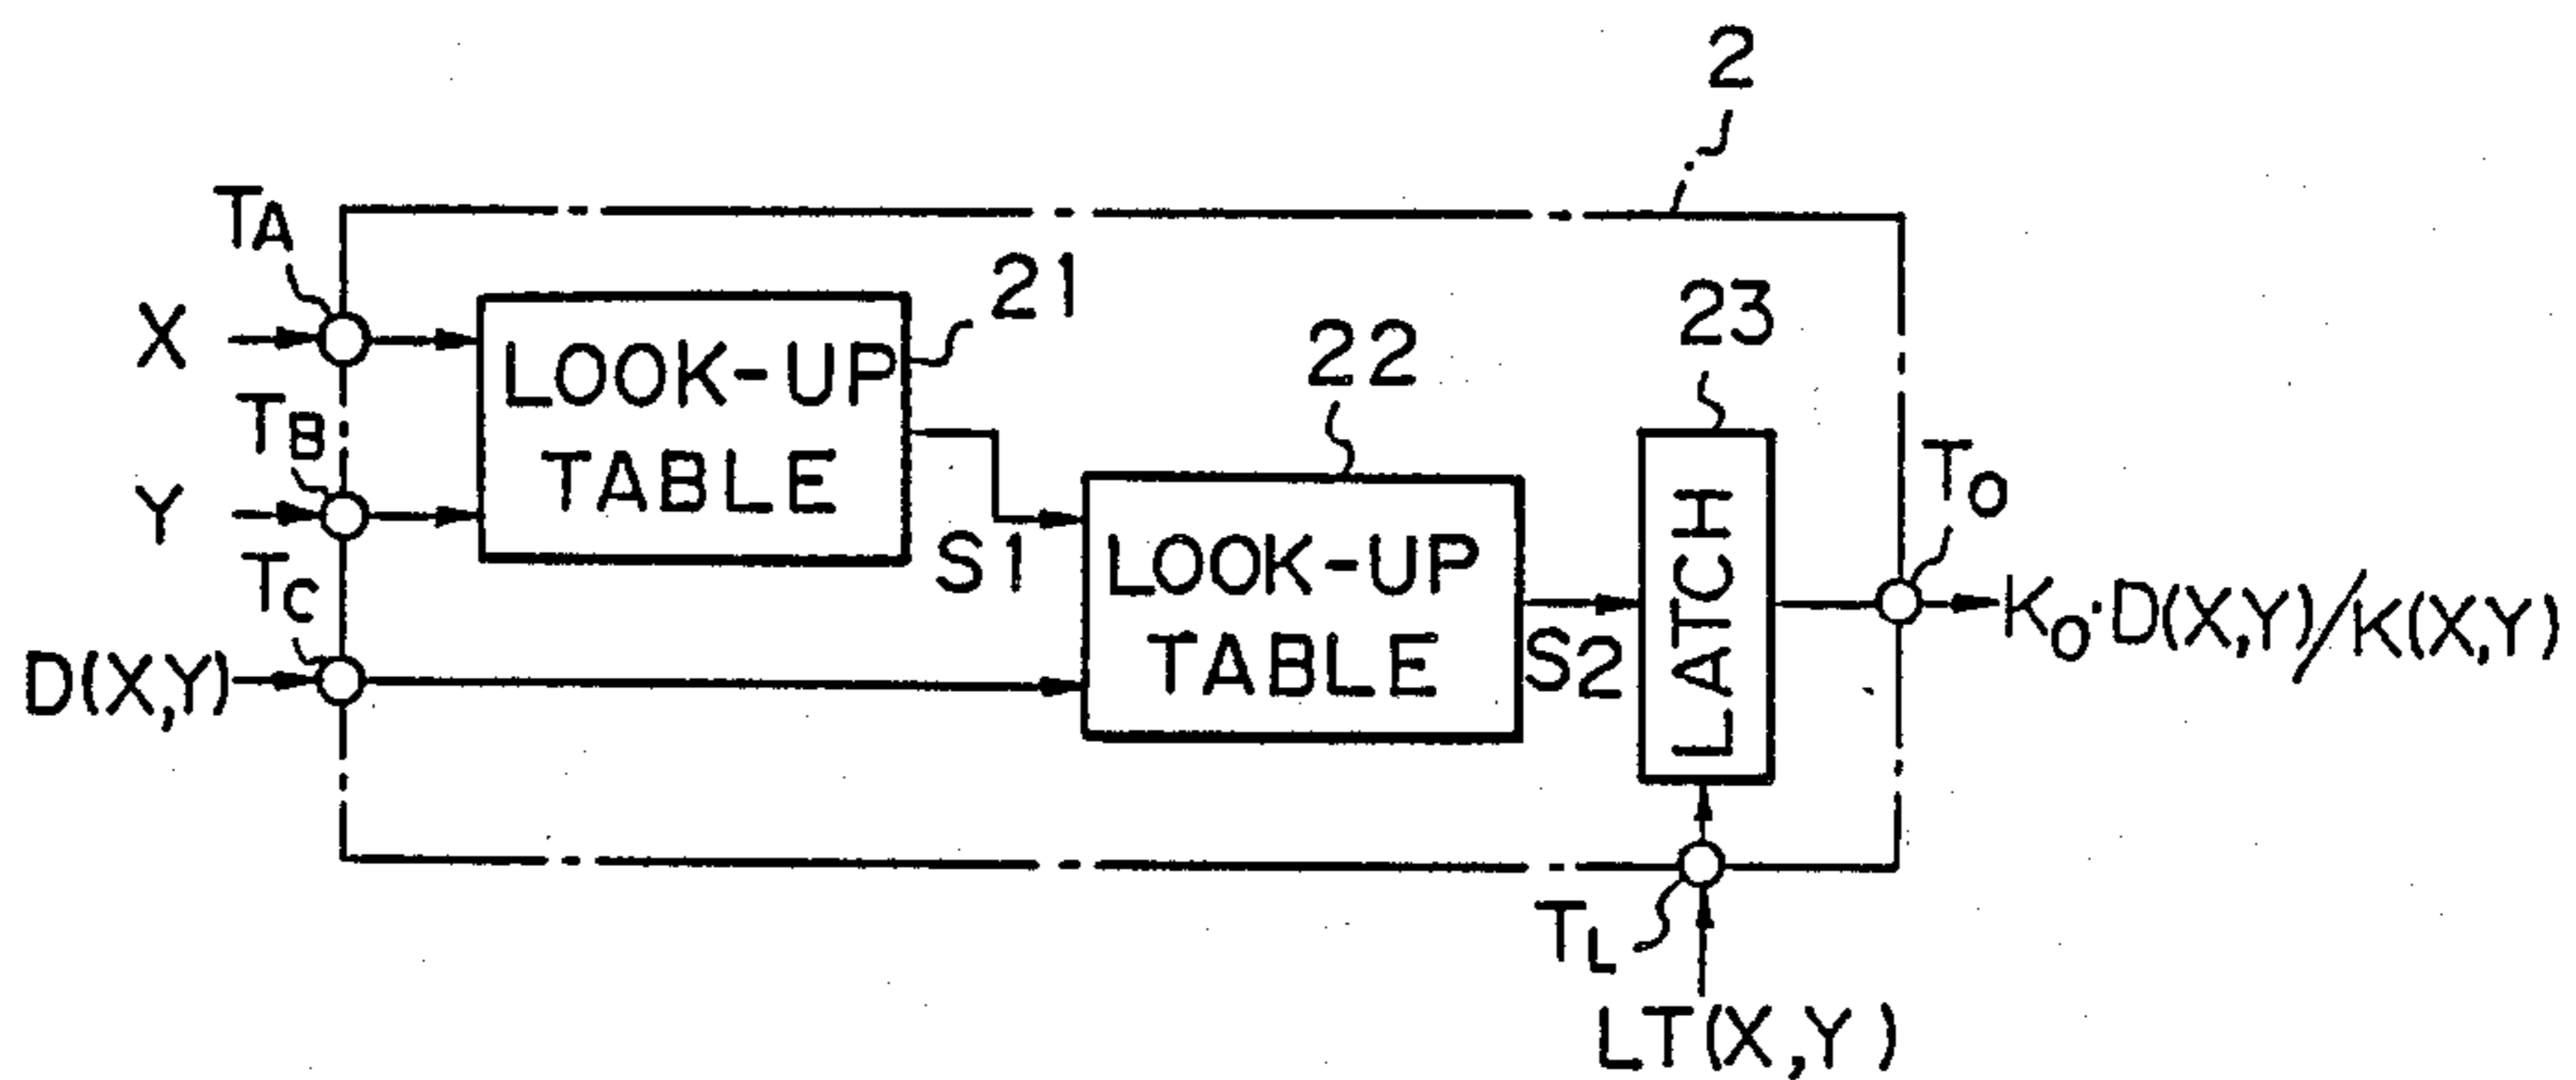 2
TA
X
LOOK-UP
TABLE
21
TB
Y
TC
D(X,Y)
S1
22
LOOK-UP
TABLE
S2
23
LATCH
TO
KO·D(X,Y)/K(X,Y)
TL
LT(X,Y)